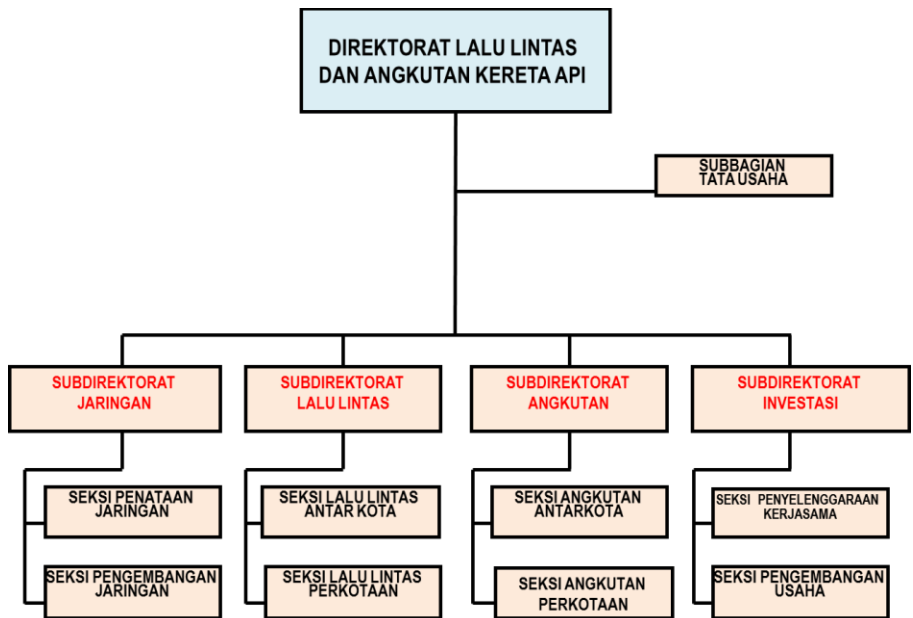 DIREKTORAT LALU LINTAS
DAN ANGKUTAN KERETA API
SUBBAGIAN
TATA USAHA
SUBDIREKTORAT
JARINGAN
SUBDIREKTORAT
LALU LINTAS
SUBDIREKTORAT
ANGKUTAN
SUBDIREKTORAT
INVESTASI
SEKSI PENATAAN
JARINGAN
SEKSI LALU LINTAS
ANTAR KOTA
SEKSI ANGKUTAN
ANTARKOTA
SEKSI PENYELENGGARAAN
KERJASAMA
SEKSI PENGEMBANGAN
JARINGAN
SEKSI LALU LINTAS
PERKOTAAN
SEKSI ANGKUTAN
PERKOTAAN
SEKSI PENGEMBANGAN
USAHA